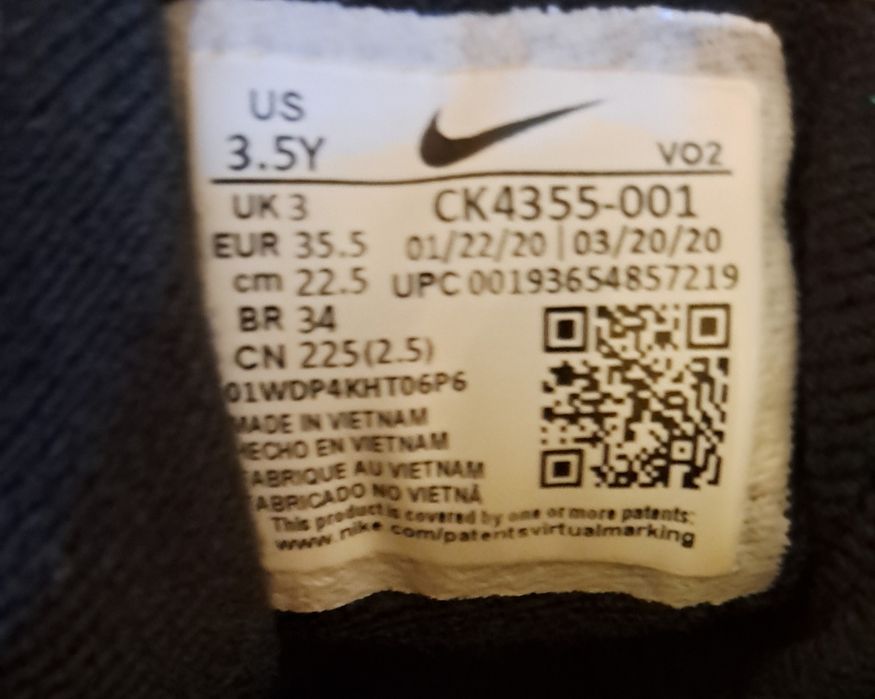 US
3.5Y
VO2
UK 3
CK4355-001
EUR 35.5
01/22/20 | 03/20/20
cm 22.5
UPC 00193654857219
BR 34
CN 225(2.5)
01WDP4KHT06P6
MADE IN VIETNAM
HECHO EN VIETNAM
FABRIQUE AU VIETNAM
FABRICADO NO VIETNÃ
This product is covered by one or more patents:
www.nike.com/patentsvirtualmarking